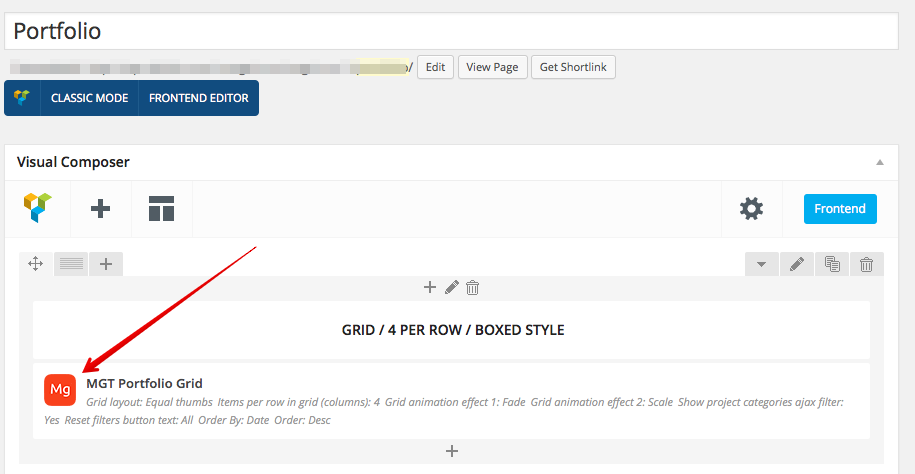 Portfolio
/ Edit View Page Get Shortlink
CLASSIC MODE FRONTEND EDITOR
Visual Composer
Frontend
GRID / 4 PER ROW / BOXED STYLE
Mg MGT Portfolio Grid
Grid layout: Equal thumbs Items per row in grid (columns): 4 Grid animation effect 1: Fade Grid animation effect 2: Scale Show project categories ajax filter:
Yes Reset filters button text: All Order By: Date Order: Desc